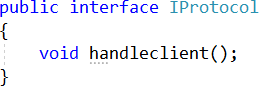 public interface IProtocol
{
    void handleclient();
}